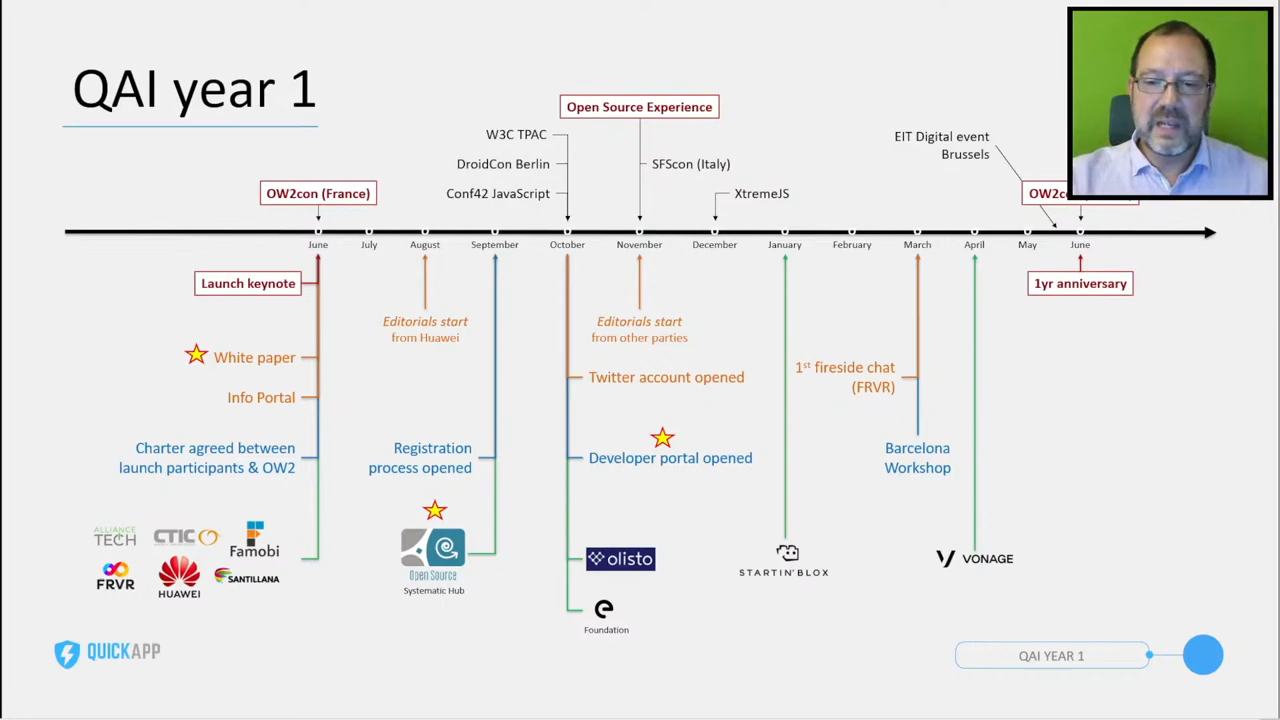 QAI year 1
Open Source Experience
W3C TPAC
DroidCon Berlin
Conf42 JavaScript
SFScon (Italy)
XtremeJS
EIT Digital event
Brussels
OW2con (France)
June
July
August
September
October
November
December
January
February
March
April
May
June
Launch keynote
1yr anniversary
Editorials start
from Huawei
Editorials start
from other parties
White paper
Info Portal
Twitter account opened
1st fireside chat
(FRVR)
Charter agreed between
launch participants & OW2
Registration
process opened
Developer portal opened
Barcelona
Workshop
ALLIANCE
TECH
CTIC
Famobi
FRVR
HUAWEI
SANTILLANA
Open Source
Systematic Hub
olisto
e
Foundation
STARTIN'BLOX
VONAGE
QUICKAPP
QAI YEAR 1